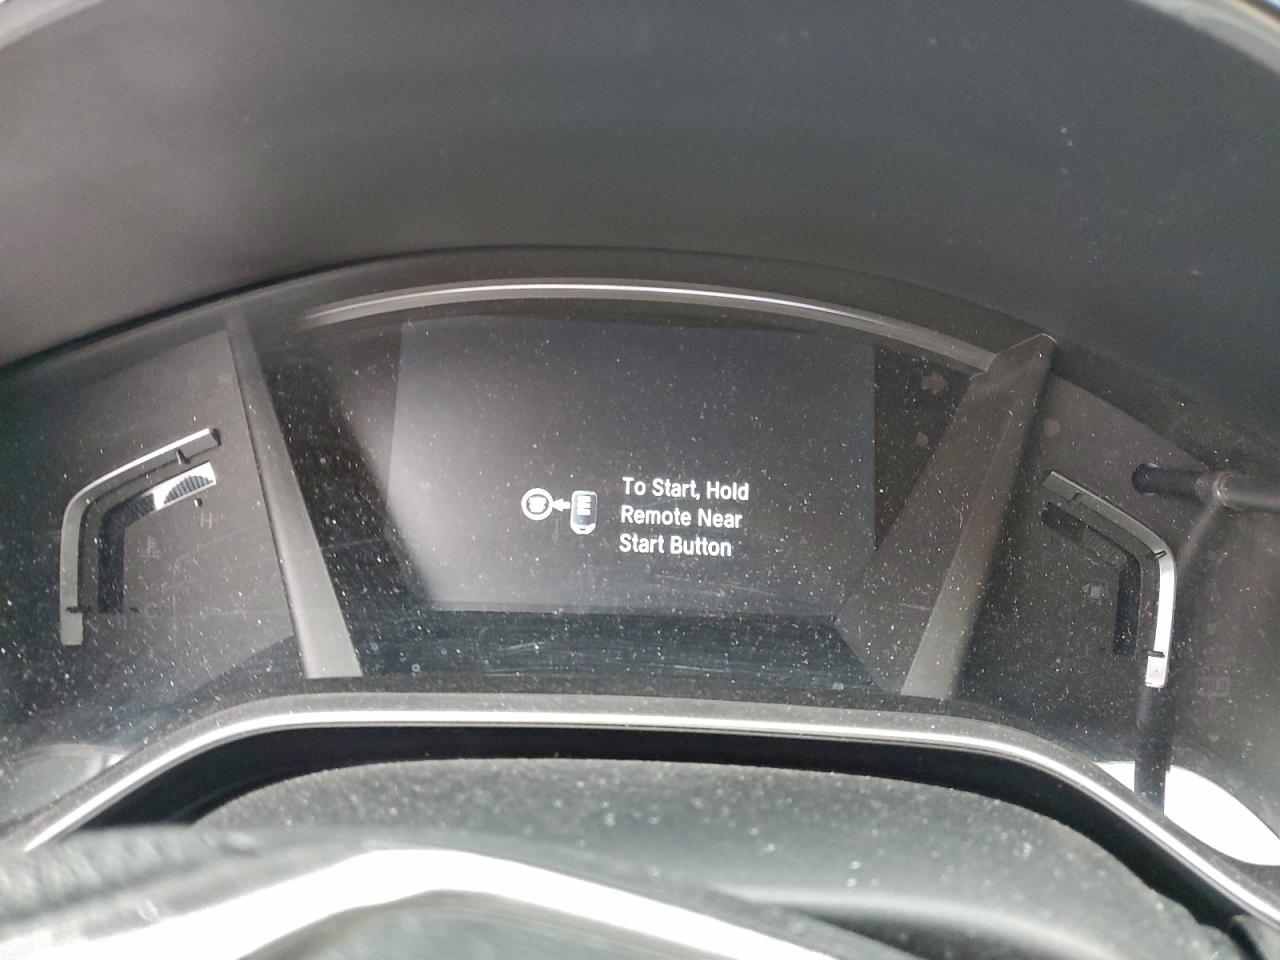 To Start, Hold
Remote Near
Start Button
H